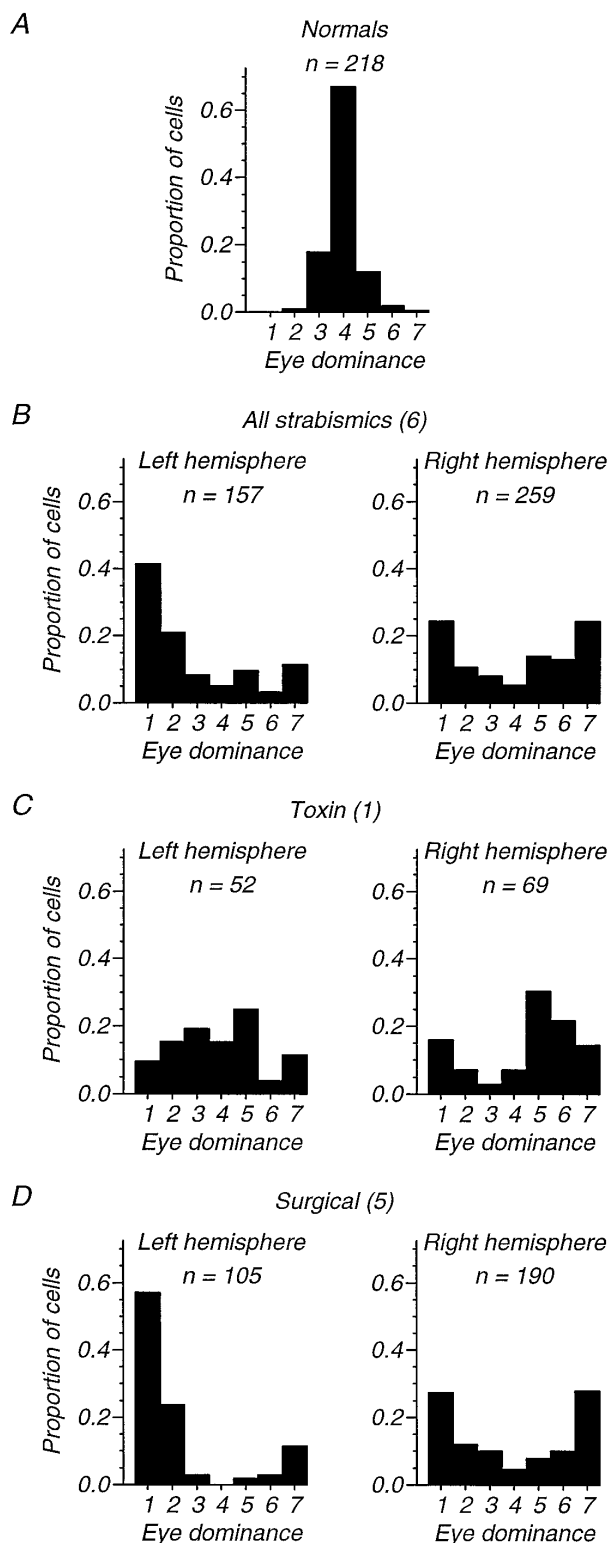 A
Normals
n = 218
Proportion of cells
0.6
0.4
0.2
0.0
1 2 3 4 5 6 7
Eye dominance
B
All strabismics (6)
Left hemisphere
n = 157
Proportion of cells
0.6
0.4
0.2
0.0
1 2 3 4 5 6 7
Eye dominance
Right hemisphere
n = 259
0.6
0.4
0.2
0.0
1 2 3 4 5 6 7
Eye dominance
C
Toxin (1)
Left hemisphere
n = 52
Proportion of cells
0.6
0.4
0.2
0.0
1 2 3 4 5 6 7
Eye dominance
Right hemisphere
n = 69
0.6
0.4
0.2
0.0
1 2 3 4 5 6 7
Eye dominance
D
Surgical (5)
Left hemisphere
n = 105
Proportion of cells
0.6
0.4
0.2
0.0
1 2 3 4 5 6 7
Eye dominance
Right hemisphere
n = 190
0.6
0.4
0.2
0.0
1 2 3 4 5 6 7
Eye dominance